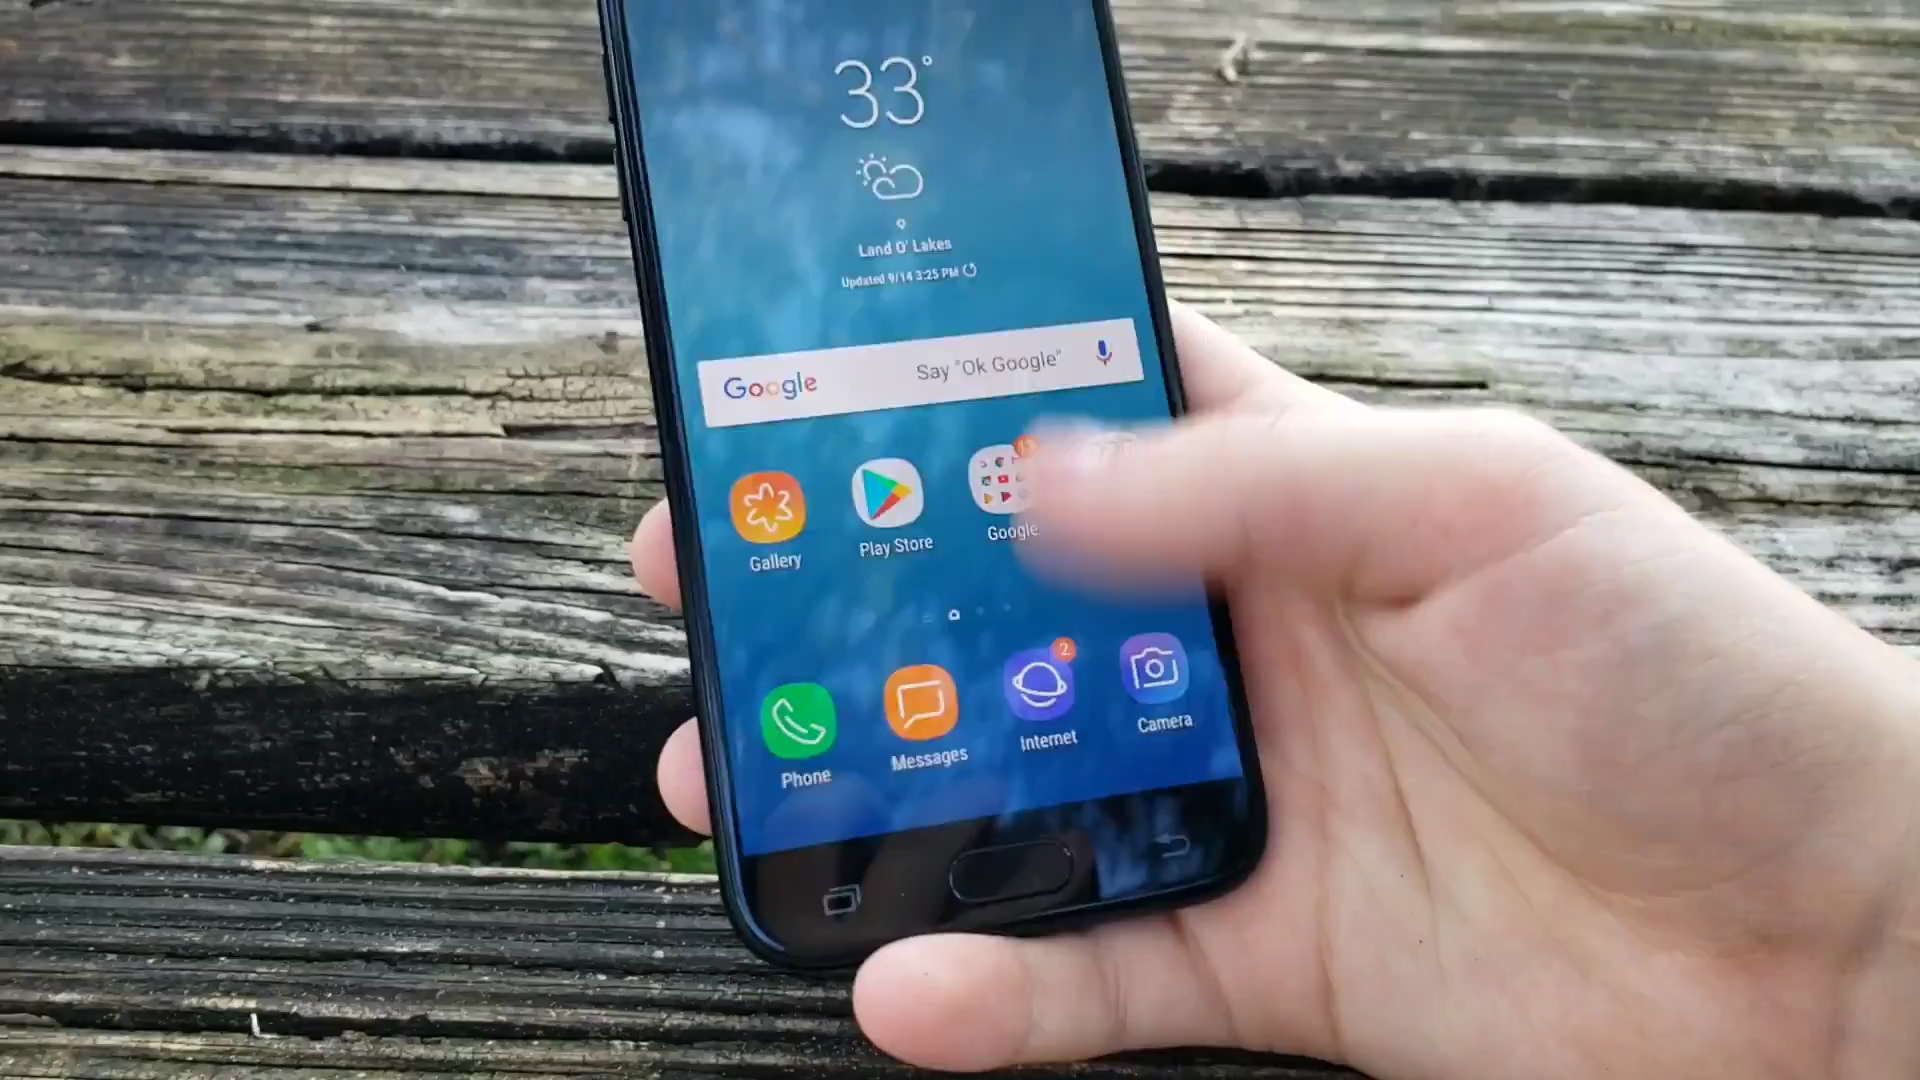 33°
Land O' Lakes
Updated 9/14 3:25 PM
Google Say "Ok Google"
Gallery
Play Store
Google
2
Phone
Messages
Internet
Camera